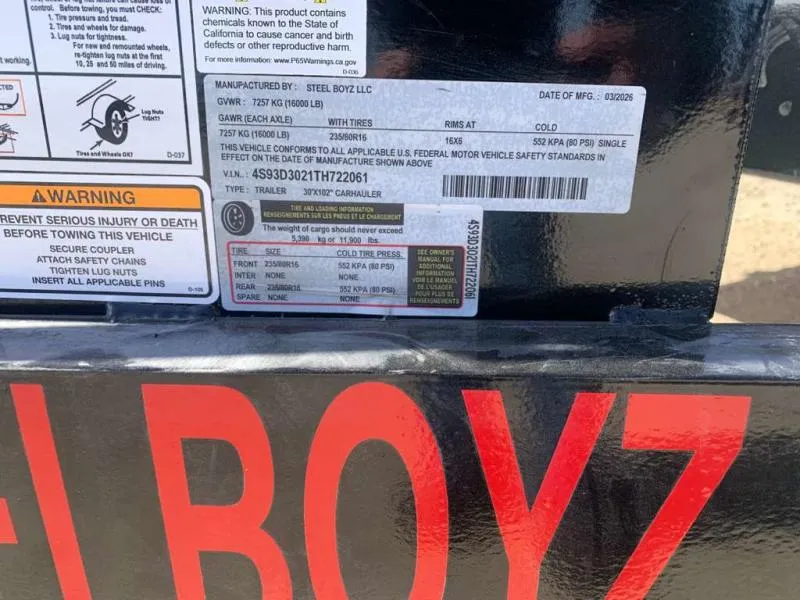 control. Before towing, you must CHECK:
1. Tire pressure and tread.
2. Tires and wheels for damage.
3. Lug nuts for tightness.
For new and remounted wheels,
re-tighten lug nuts at the first
10, 25 and 50 miles of driving.
Lug Nuts
TIGHT?
Tires and Wheels OK?
D-037
WARNING: This product contains
chemicals known to the State of
California to cause cancer and birth
defects or other reproductive harm.
For more information: www.P65Warnings.ca.gov
D-036
MANUFACTURED BY: STEEL BOYZ LLC
DATE OF MFG.: 03/2026
GVWR: 7257 KG (16000 LB)
GAWR (EACH AXLE) WITH TIRES RIMS AT COLD
7257 KG (16000 LB) 235/80R16 16X6 552 KPA (80 PSI) SINGLE
THIS VEHICLE CONFORMS TO ALL APPLICABLE U.S. FEDERAL MOTOR VEHICLE SAFETY STANDARDS IN
EFFECT ON THE DATE OF MANUFACTURE SHOWN ABOVE
V.I.N.: 4S93D3021TH722061
TYPE: TRAILER 30'X102" CARHAULER
WARNING
PREVENT SERIOUS INJURY OR DEATH
BEFORE TOWING THIS VEHICLE
SECURE COUPLER
ATTACH SAFETY CHAINS
TIGHTEN LUG NUTS
INSERT ALL APPLICABLE PINS
TIRE AND LOADING INFORMATION
RENSEIGNEMENTS SUR LES PNEUS ET LE CHARGEMENT
The weight of cargo should never exceed
5,398 kg or 11,900 lbs.
TIRE SIZE COLD TIRE PRESS.
FRONT 235/80R16 552 KPA (80 PSI)
INTER NONE NONE
REAR 235/80R16 552 KPA (80 PSI)
SPARE NONE NONE
SEE OWNER'S
MANUAL FOR
ADDITIONAL
INFORMATION
VOIR LE MANUEL
DE L'USAGER
POUR PLUS DE
RENSEIGNEMENTS
4S93D3021TH722061
BOYZ